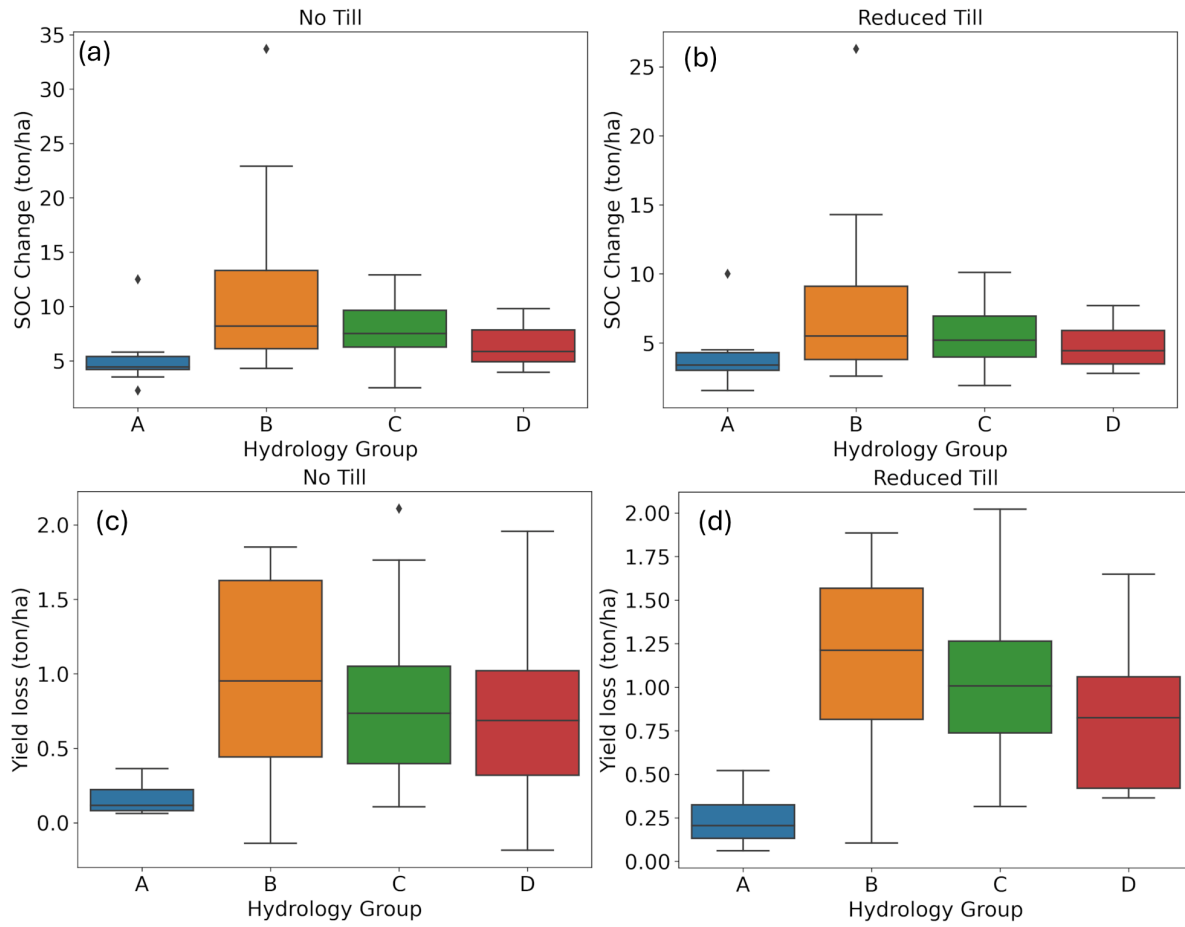 No Till
(a)
SOC Change (ton/ha)
35
30
25
20
15
10
5
A B C D
Hydrology Group
Reduced Till
(b)
SOC Change (ton/ha)
25
20
15
10
5
A B C D
Hydrology Group
No Till
(c)
Yield loss (ton/ha)
2.0
1.5
1.0
0.5
0.0
A B C D
Hydrology Group
Reduced Till
(d)
Yield loss (ton/ha)
2.00
1.75
1.50
1.25
1.00
0.75
0.50
0.25
0.00
A B C D
Hydrology Group